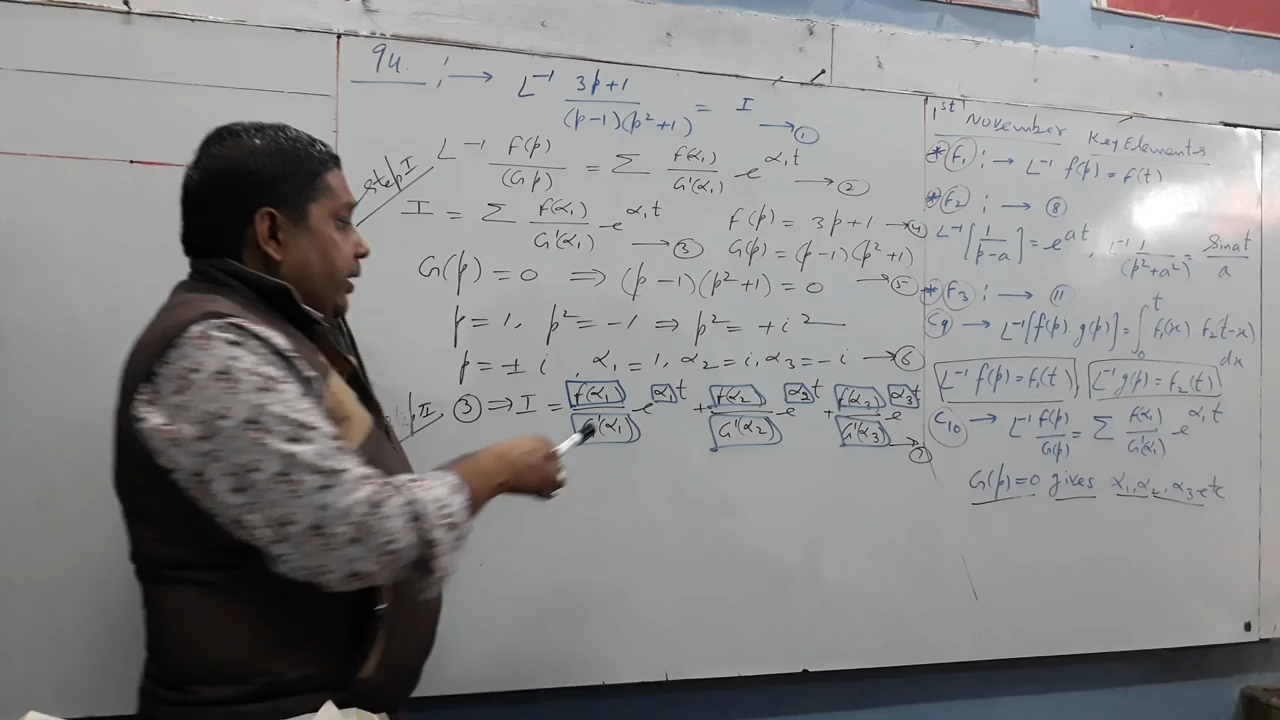 9u. :→ L⁻¹ (3p+1)/((p-1)(p²+1)) = I →①
Step I
L⁻¹ F(p)/(G(p) = Σ F(α₁)/G'(α₁) e^(α₁t) →②
I = Σ F(α₁)/G'(α₁) e^(α₁t) →③
F(p) = 3p+1 →④
G(p) = (p-1)(p²+1)
G(p) = 0 ⇒ (p-1)(p²+1) = 0 →⑤
p = 1, p² = -1 ⇒ p² = +i²
p = ± i, α₁ = 1, α₂ = i, α₃ = -i →⑥
③ ⇒ I = F(α₁)/G'(α₁) e^(α₁t) + F(α₂)/G'(α₂) e^(α₂t) + F(α₃)/G'(α₃) e^(α₃t) →⑦
1st November Key Elements
*F₁ :→ L⁻¹ f(p) = F(t)
*F₂ :→ ⑧
L⁻¹[1/(p-a)] = e^(at), L⁻¹ 1/(p²+a²) = Sinat/a
*F₃ :→ ⑪
C9 → L⁻¹[f(p).g(p)] = ∫₀ᵗ F₁(x) F₂(t-x) dx
L⁻¹ f(p) = F₁(t) L⁻¹ g(p) = F₂(t)
C10 → L⁻¹ F(p)/G(p) = Σ F(α₁)/G'(α₁) e^(α₁t)
G(p)=0 gives α₁, α₂, α₃ etc